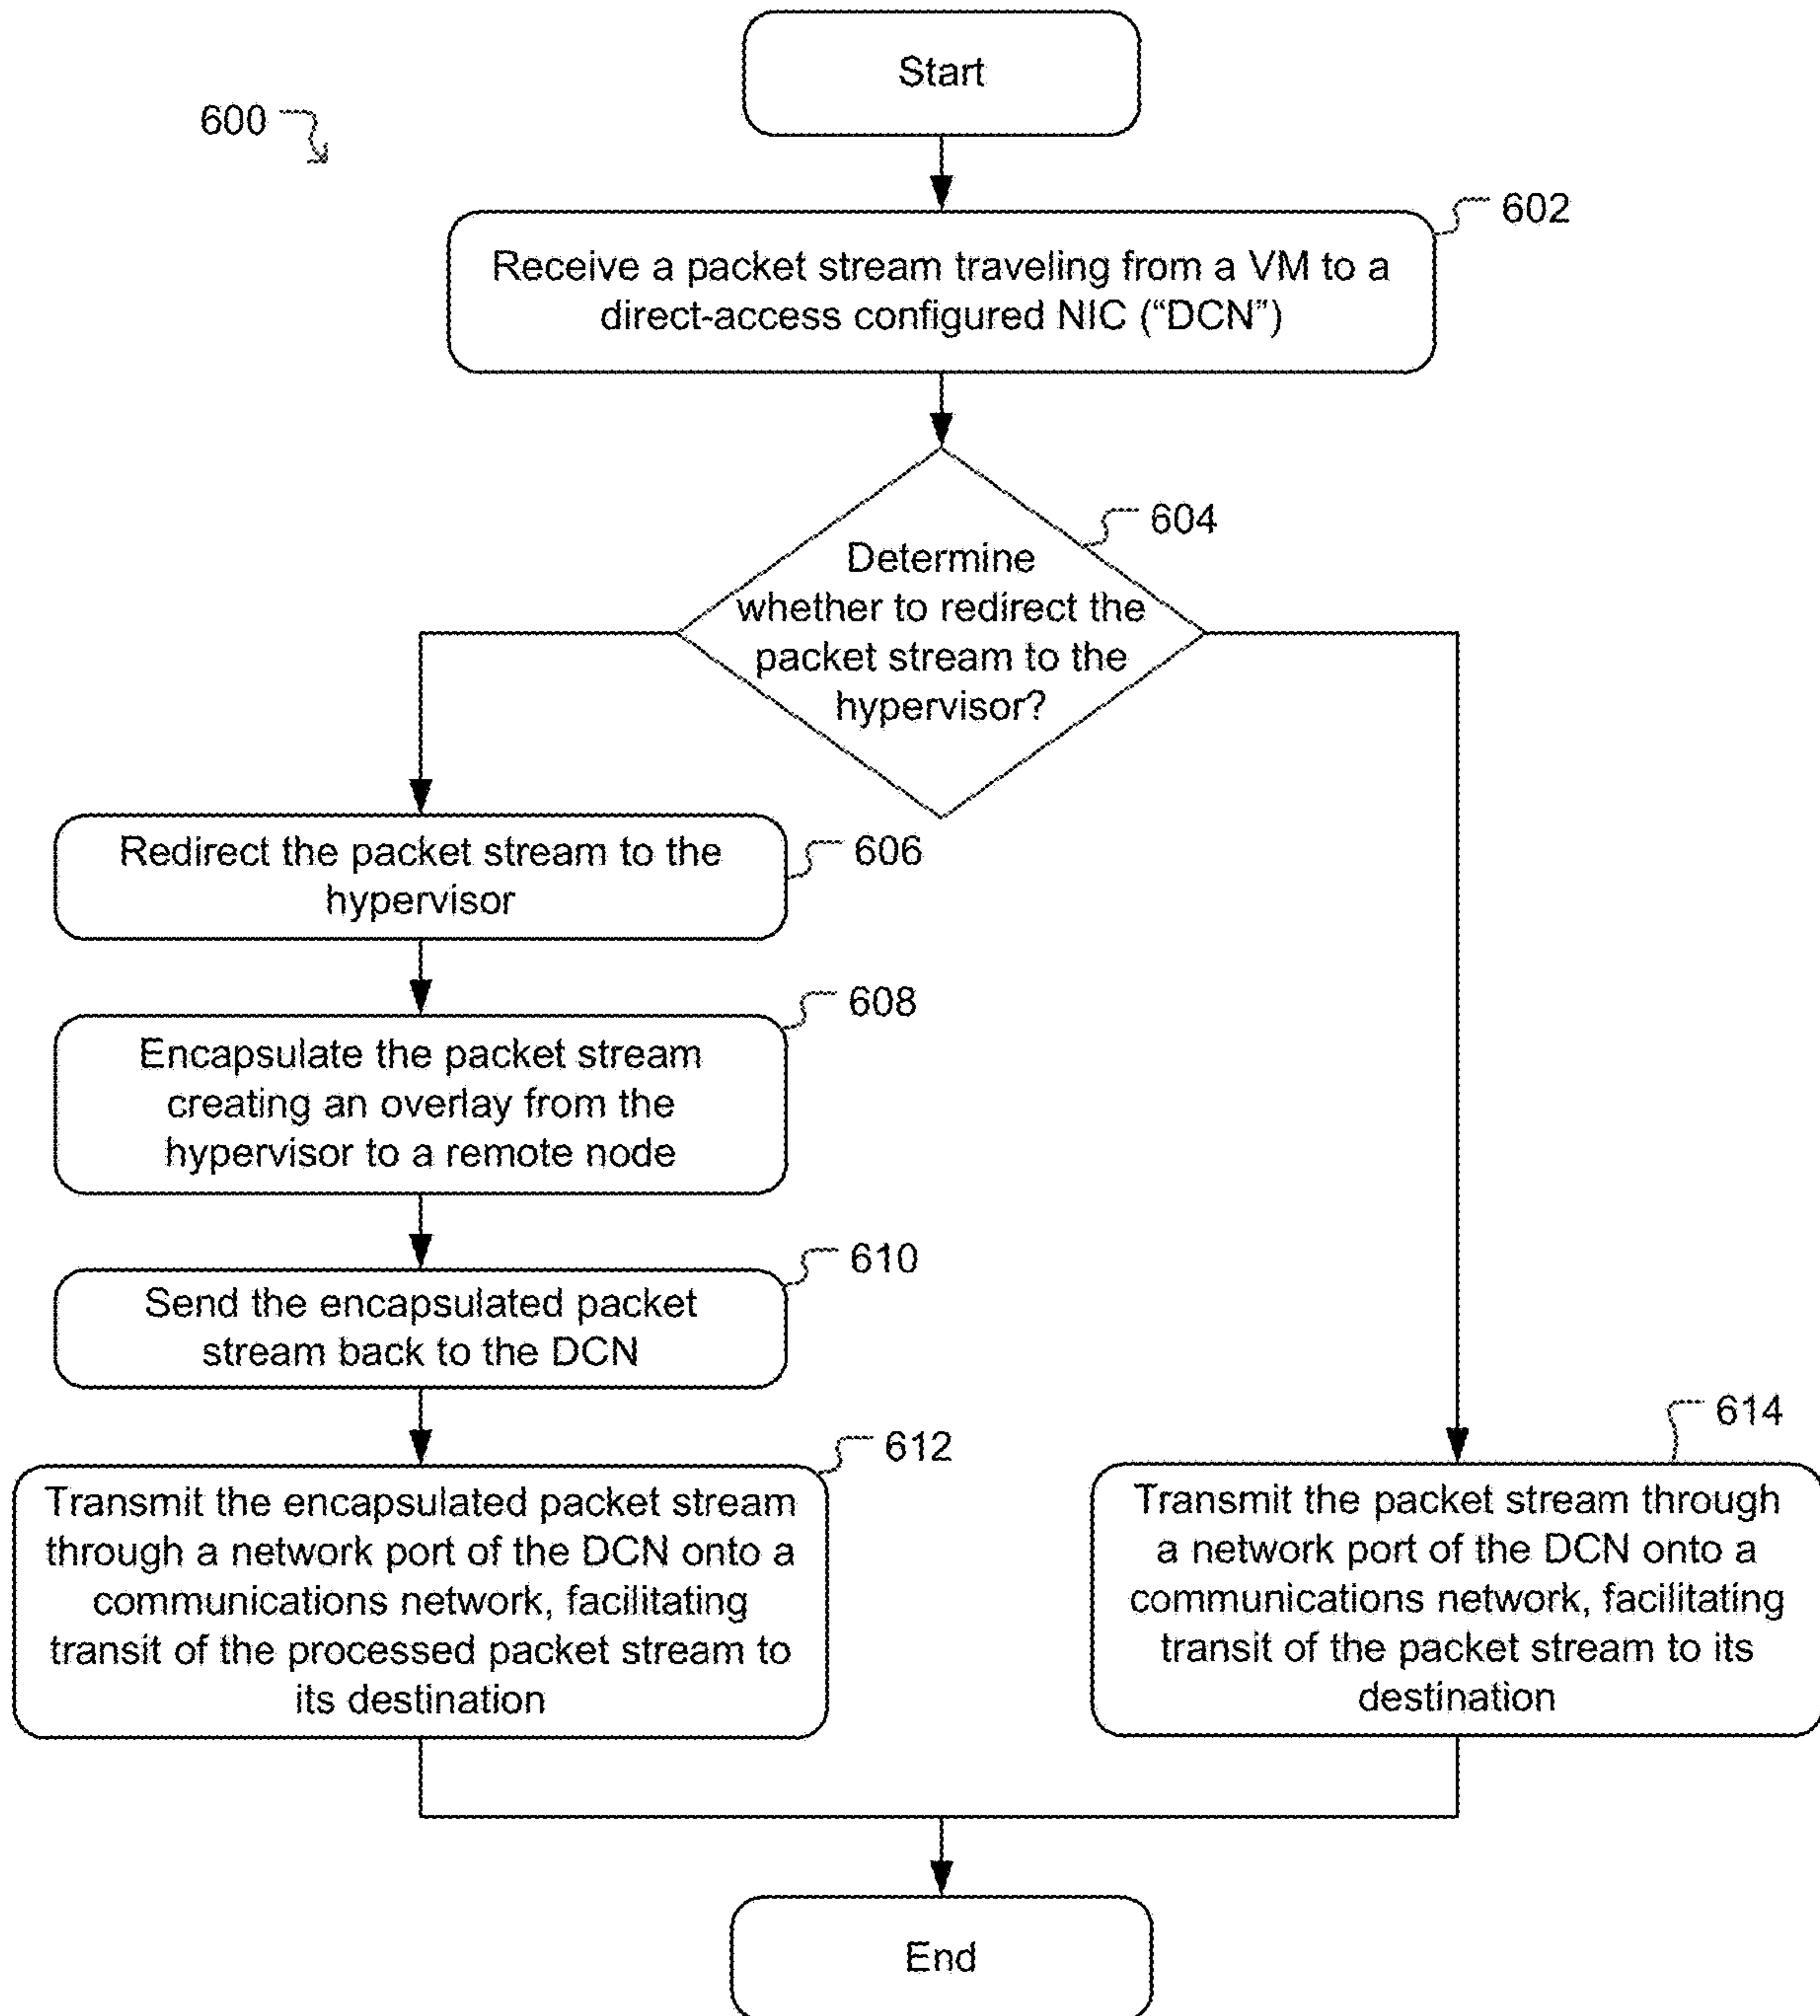 Start
600
602
Receive a packet stream traveling from a VM to a
direct-access configured NIC (“DCN”)
604
Determine
whether to redirect the
packet stream to the
hypervisor?
Redirect the packet stream to the
hypervisor
606
608
Encapsulate the packet stream
creating an overlay from the
hypervisor to a remote node
610
Send the encapsulated packet
stream back to the DCN
612
Transmit the encapsulated packet stream
through a network port of the DCN onto a
communications network, facilitating
transit of the processed packet stream to
its destination
614
Transmit the packet stream through
a network port of the DCN onto a
communications network, facilitating
transit of the packet stream to its
destination
End